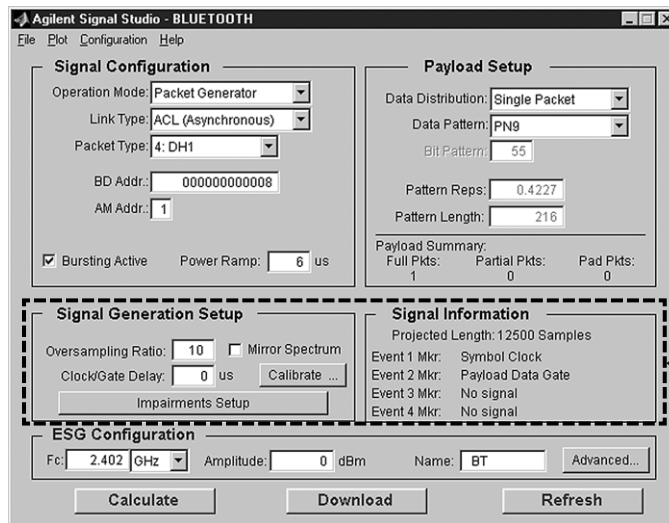 Agilent Signal Studio - BLUETOOTH
File Plot Configuration Help
Signal Configuration
Operation Mode: Packet Generator
Link Type: ACL (Asynchronous)
Packet Type: 4: DH1
BD Addr.: 000000000008
AM Addr.: 1
Bursting Active Power Ramp: 6 us
Payload Setup
Data Distribution: Single Packet
Data Pattern: PN9
Bit Pattern: 55
Pattern Reps: 0.4227
Pattern Length: 216
Payload Summary:
Full Pkts: Partial Pkts: Pad Pkts:
1 0 0
Signal Generation Setup
Oversampling Ratio: 10 Mirror Spectrum
Clock/Gate Delay: 0 us Calibrate ...
Impairments Setup
Signal Information
Projected Length: 12500 Samples
Event 1 Mkr: Symbol Clock
Event 2 Mkr: Payload Data Gate
Event 3 Mkr: No signal
Event 4 Mkr: No signal
ESG Configuration
Fc: 2.402 GHz Amplitude: 0 dBm Name: BT Advanced...
Calculate Download Refresh